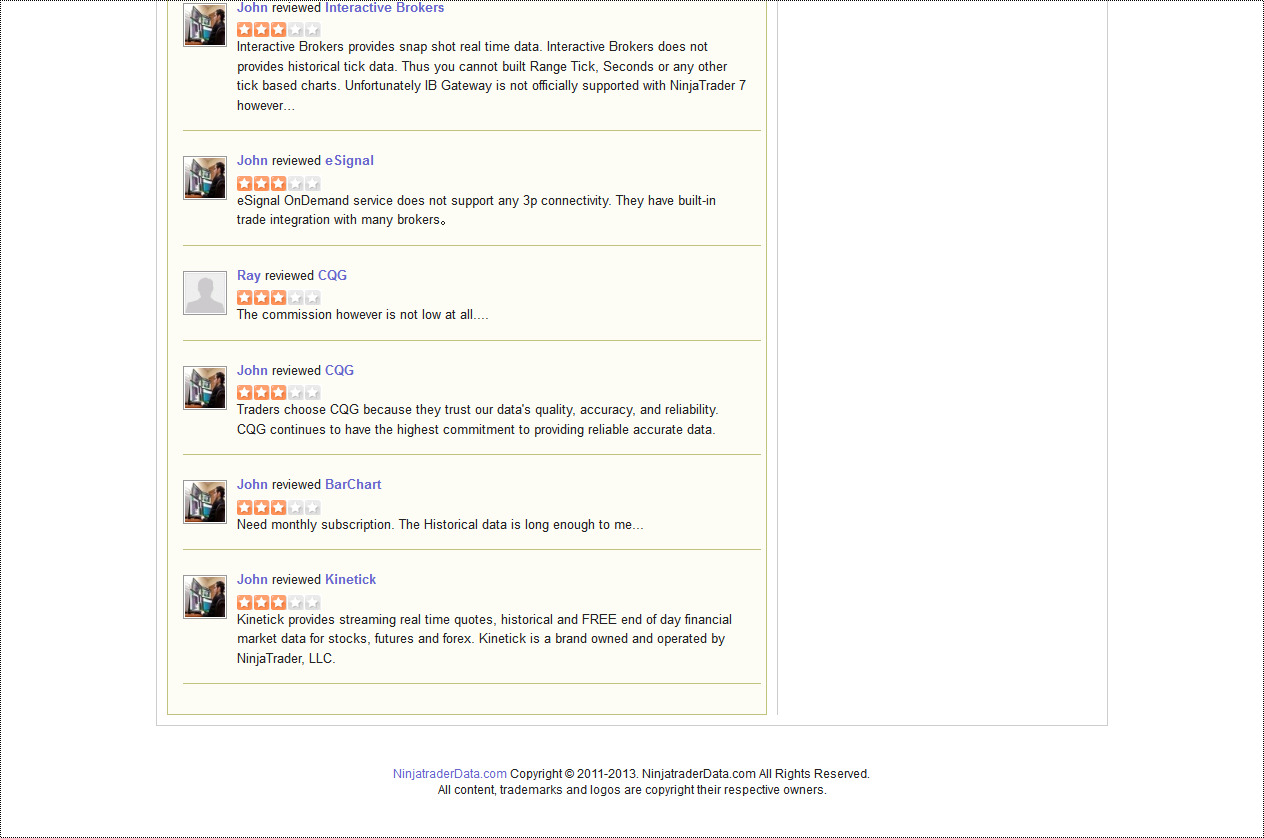 John reviewed Interactive Brokers
Interactive Brokers provides snap shot real time data. Interactive Brokers does not
provides historical tick data. Thus you cannot built Range Tick, Seconds or any other
tick based charts. Unfortunately IB Gateway is not officially supported with NinjaTrader 7
however…
John reviewed eSignal
eSignal OnDemand service does not support any 3p connectivity. They have built-in
trade integration with many brokers。
Ray reviewed CQG
The commission however is not low at all….
John reviewed CQG
Traders choose CQG because they trust our data's quality, accuracy, and reliability.
CQG continues to have the highest commitment to providing reliable accurate data.
John reviewed BarChart
Need monthly subscription. The Historical data is long enough to me…
John reviewed Kinetick
Kinetick provides streaming real time quotes, historical and FREE end of day financial
market data for stocks, futures and forex. Kinetick is a brand owned and operated by
NinjaTrader, LLC.
NinjatraderData.com Copyright © 2011-2013. NinjatraderData.com All Rights Reserved.
All content, trademarks and logos are copyright their respective owners.